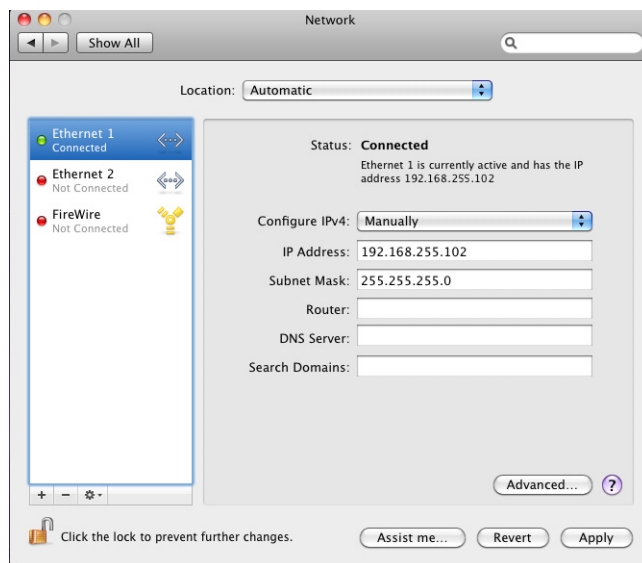 Network
Show All
Location: Automatic
Ethernet 1
Connected
Ethernet 2
Not Connected
FireWire
Not Connected
Status: Connected
Ethernet 1 is currently active and has the IP
address 192.168.255.102
Configure IPv4: Manually
IP Address: 192.168.255.102
Subnet Mask: 255.255.255.0
Router:
DNS Server:
Search Domains:
Advanced... ?
Click the lock to prevent further changes.
Assist me... Revert Apply